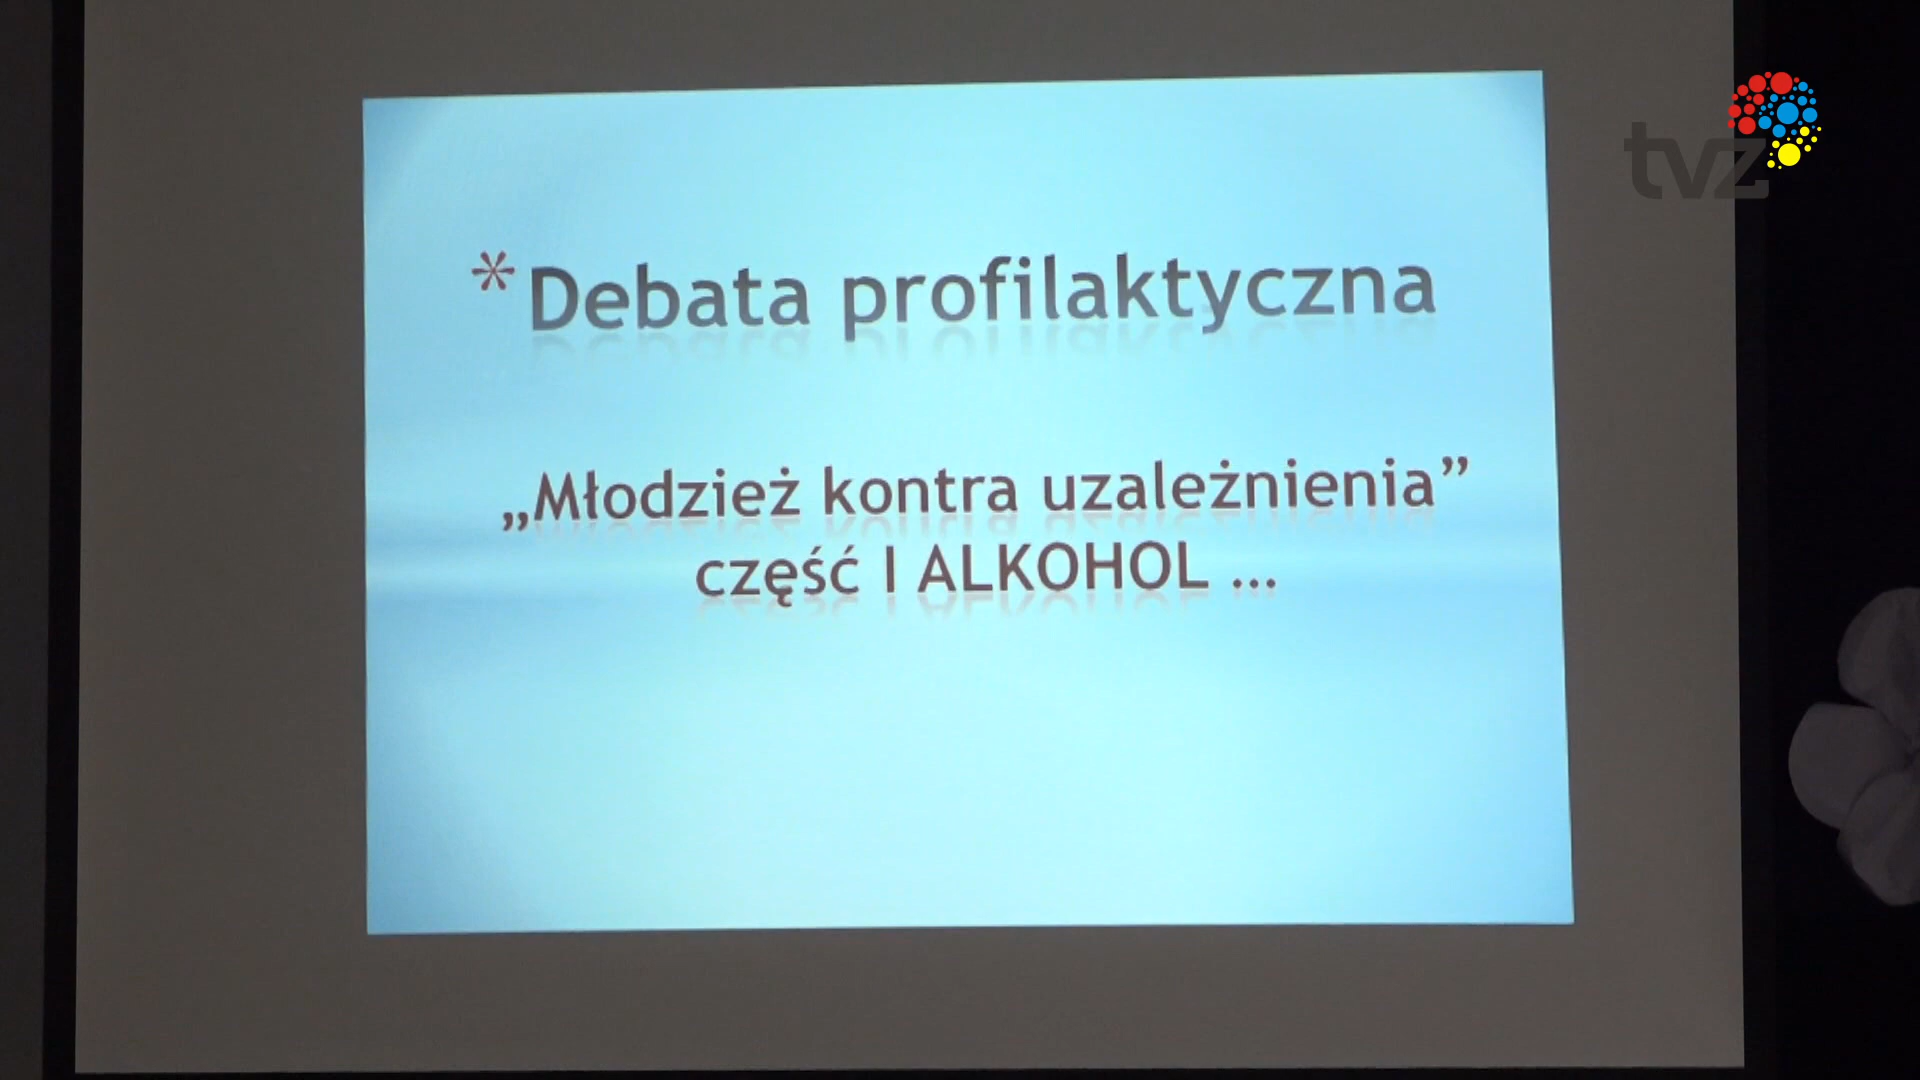 tvz
* Debata profilaktyczna
„Młodzież kontra uzależnienia”
część I ALKOHOL ...